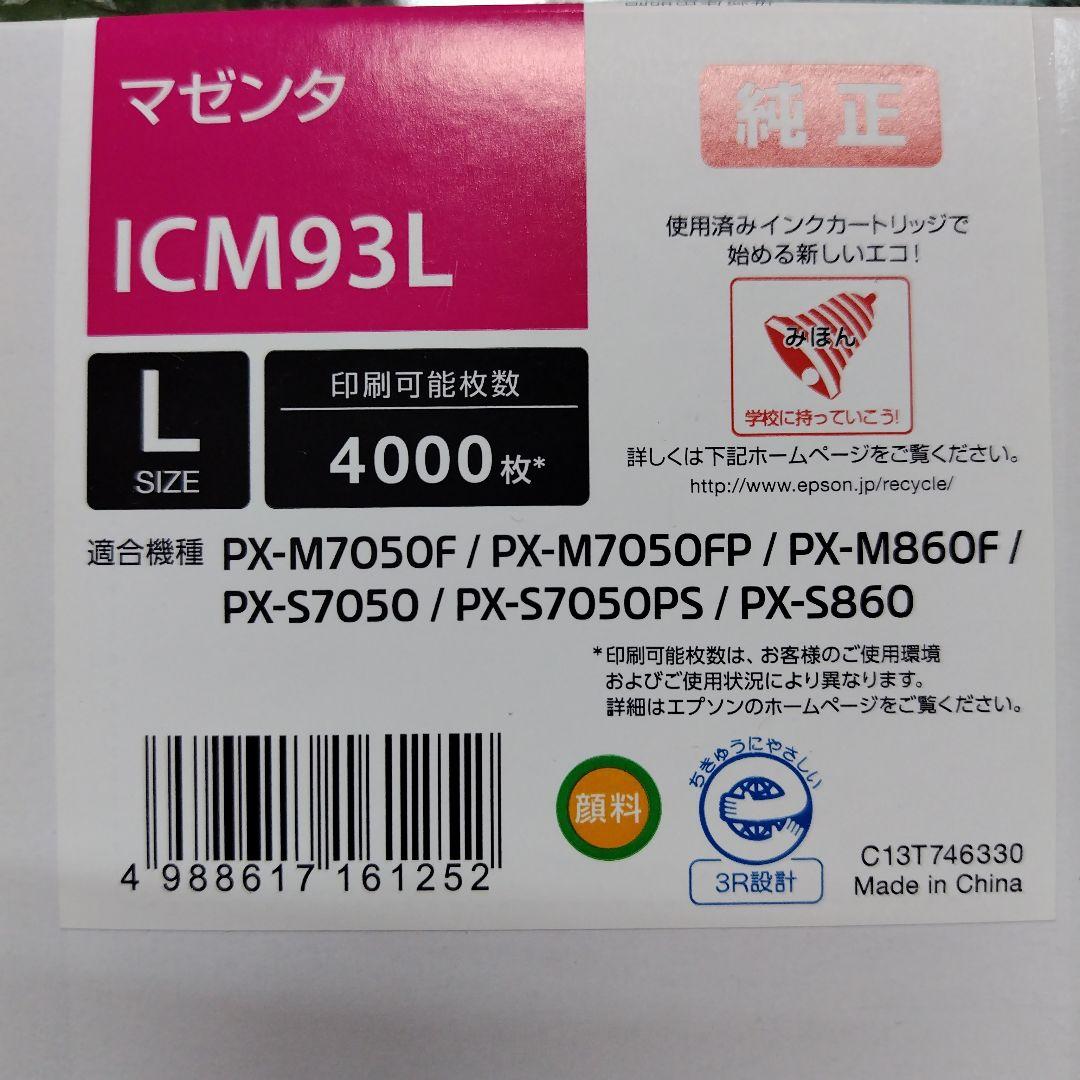 マゼンタ
ICM93L
純正
使用済みインクカートリッジで
始める新しいエコ!
みほん
学校に持っていこう!
詳しくは下記ホームページをご覧ください。
http://www.epson.jp/recycle/
L
SIZE
印刷可能枚数
4000枚*
適合機種 PX-M7050F / PX-M7050FP / PX-M860F /
PX-S7050 / PX-S7050PS / PX-S860
*印刷可能枚数は、お客様のご使用環境
およびご使用状況により異なります。
詳細はエプソンのホームページをご覧ください。
4 988617 161252
顔料
ちきゅうにやさしい
3R設計
C13T746330
Made in China